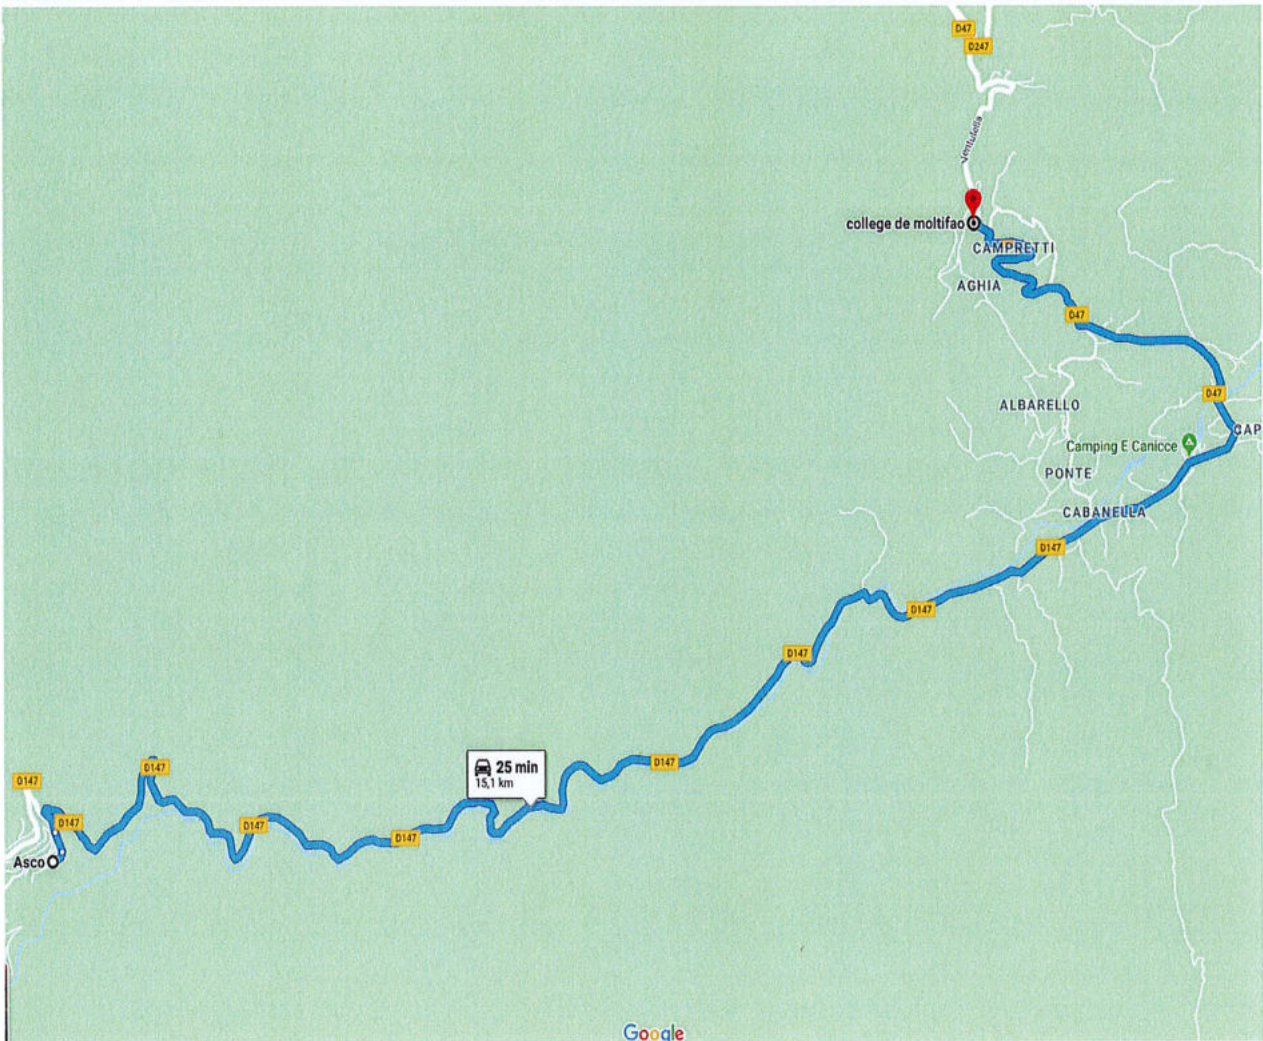 D47
D247
Ventulella
college de moltifao
CAMPRETTI
AGHIA
D47
D47
ALBARELLO
CAP
Camping E Canicce
PONTE
CABANELLA
D147
D147
D147
25 min
15,1 km
D147
D147
D147
D147
D147
D147
Asco
Google